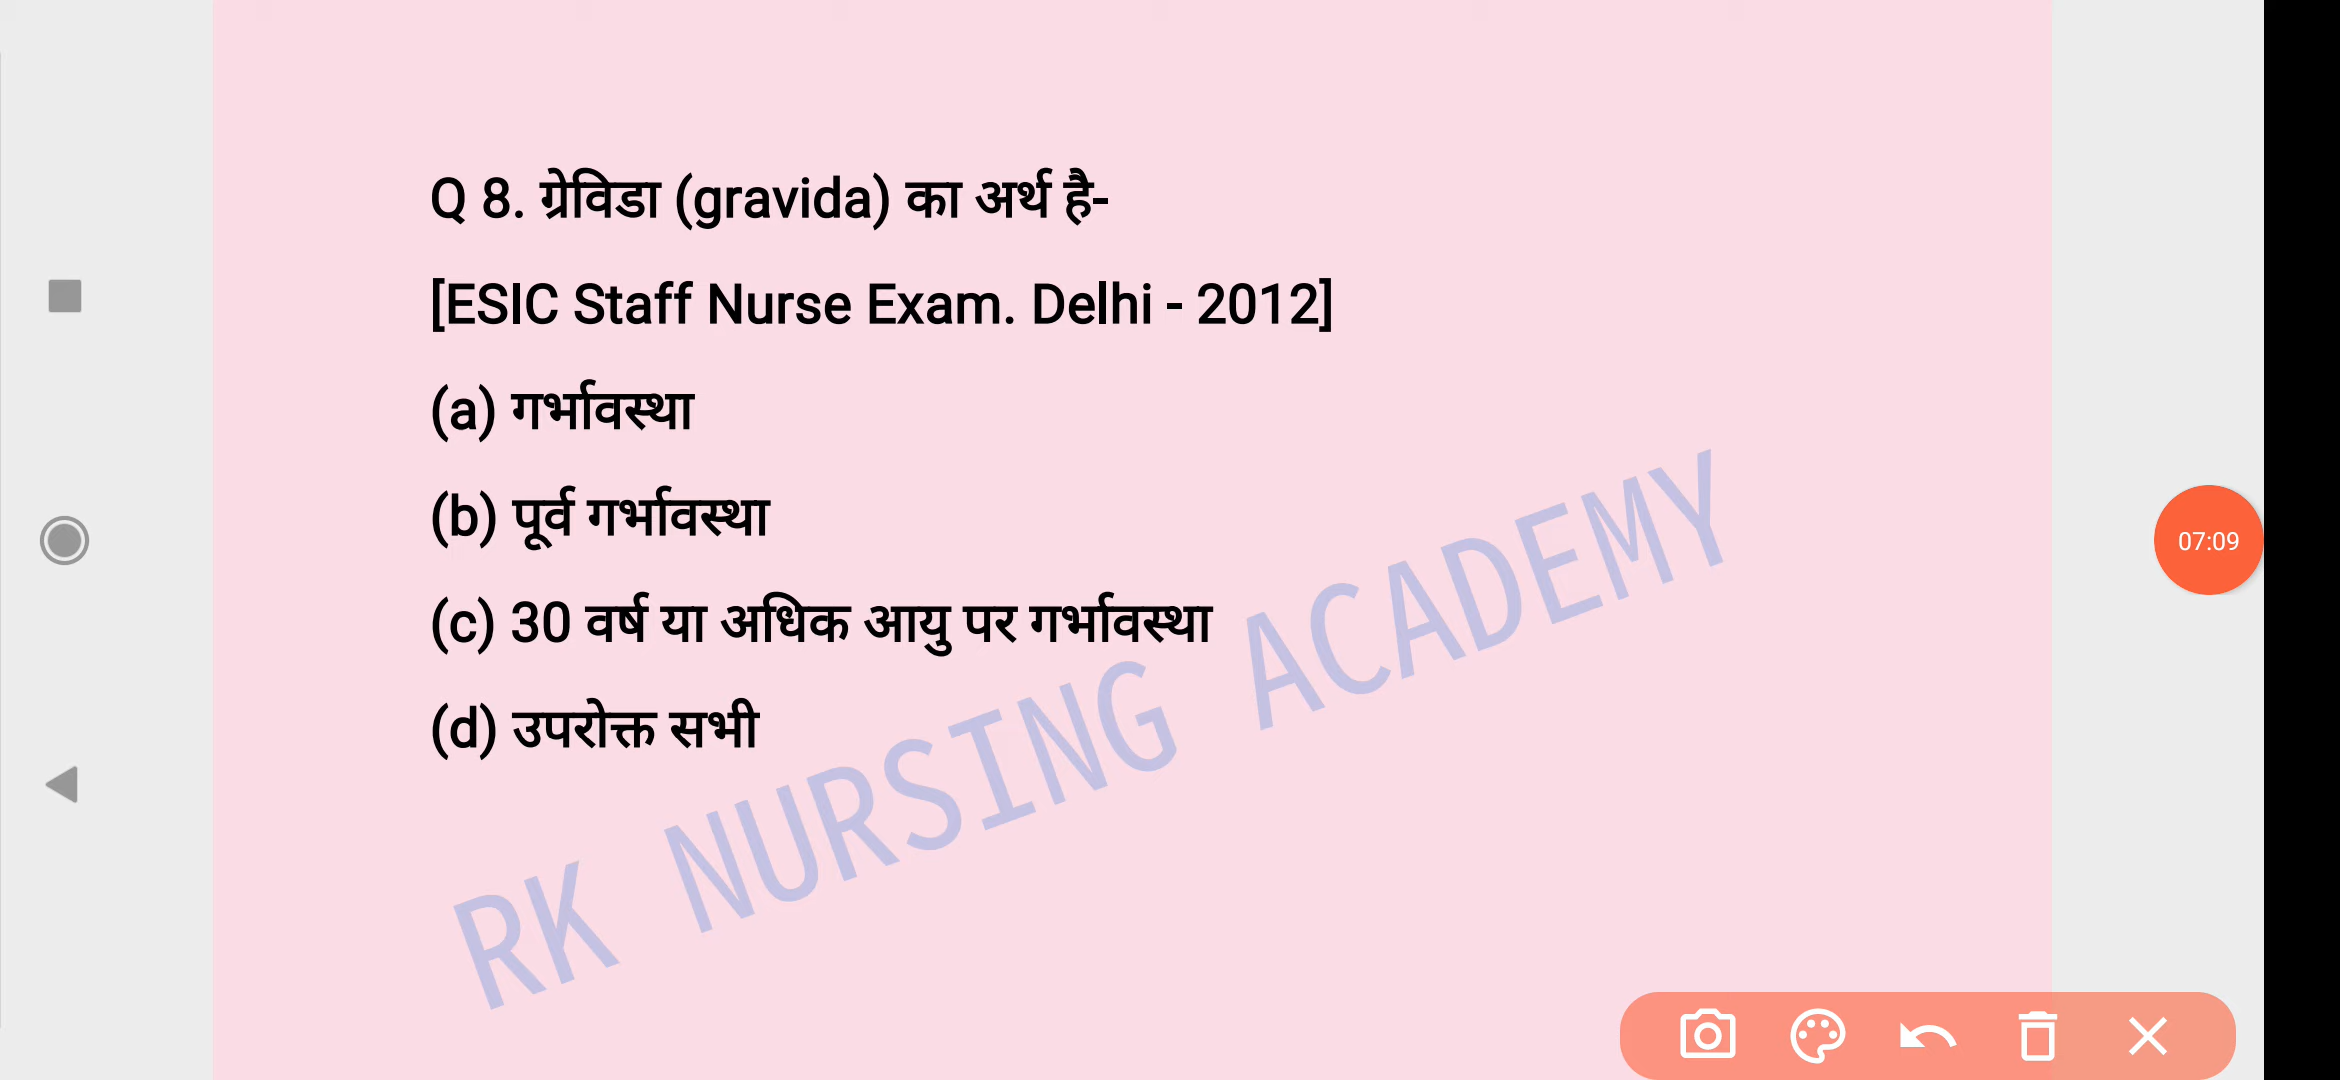 Q 8. ग्रेविडा (gravida) का अर्थ है-
[ESIC Staff Nurse Exam. Delhi - 2012]
(a) गर्भावस्था
(b) पूर्व गर्भावस्था
(c) 30 वर्ष या अधिक आयु पर गर्भावस्था
(d) उपरोक्त सभी
RK NURSING ACADEMY
07:09